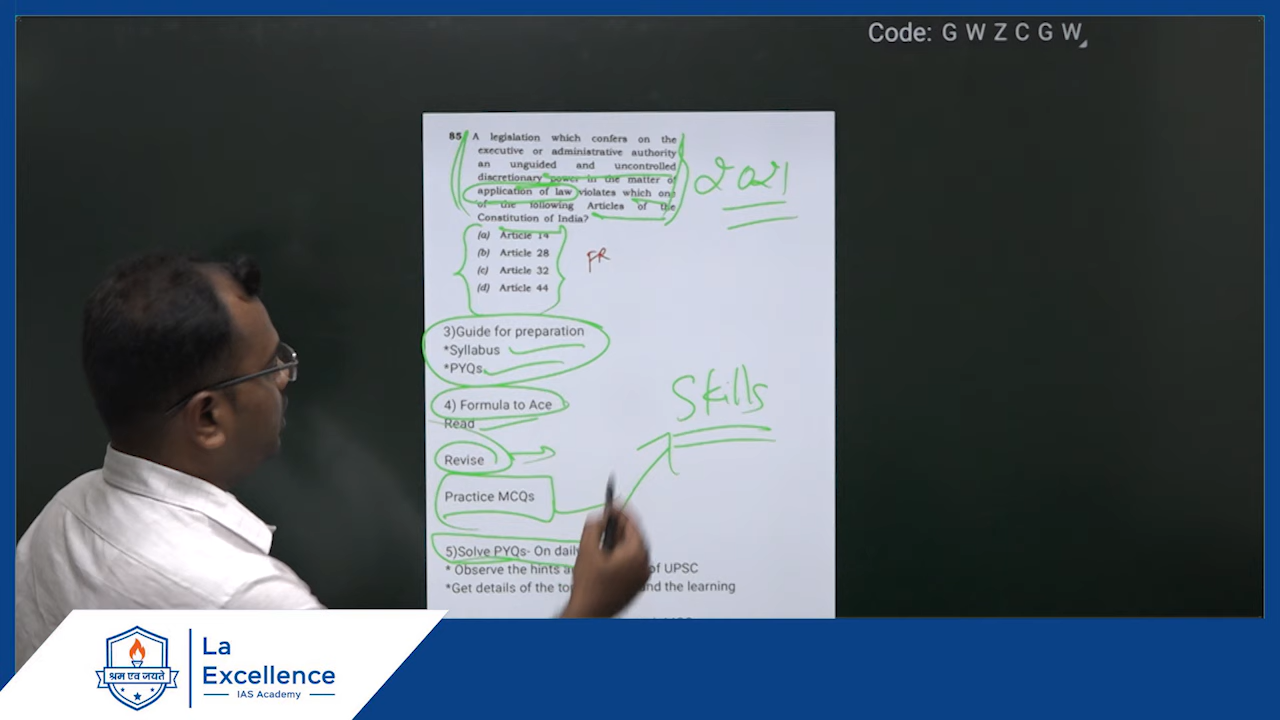 Code: G W Z C G W
85 A legislation which confers on the
executive or administrative authority
an unguided and uncontrolled
discretionary power in the matter of
application of law violates which one
of the following Articles of the
Constitution of India?
(a) Article 14
(b) Article 28
(c) Article 32
(d) Article 44
2021
FR
3)Guide for preparation
*Syllabus
*PYQs
4) Formula to Ace
Read
Revise
Practice MCQs
Skills
5)Solve PYQs- On daily
* Observe the hints of UPSC
*Get details of the and the learning
La
Excellence
IAS Academy
श्रम एव जयते